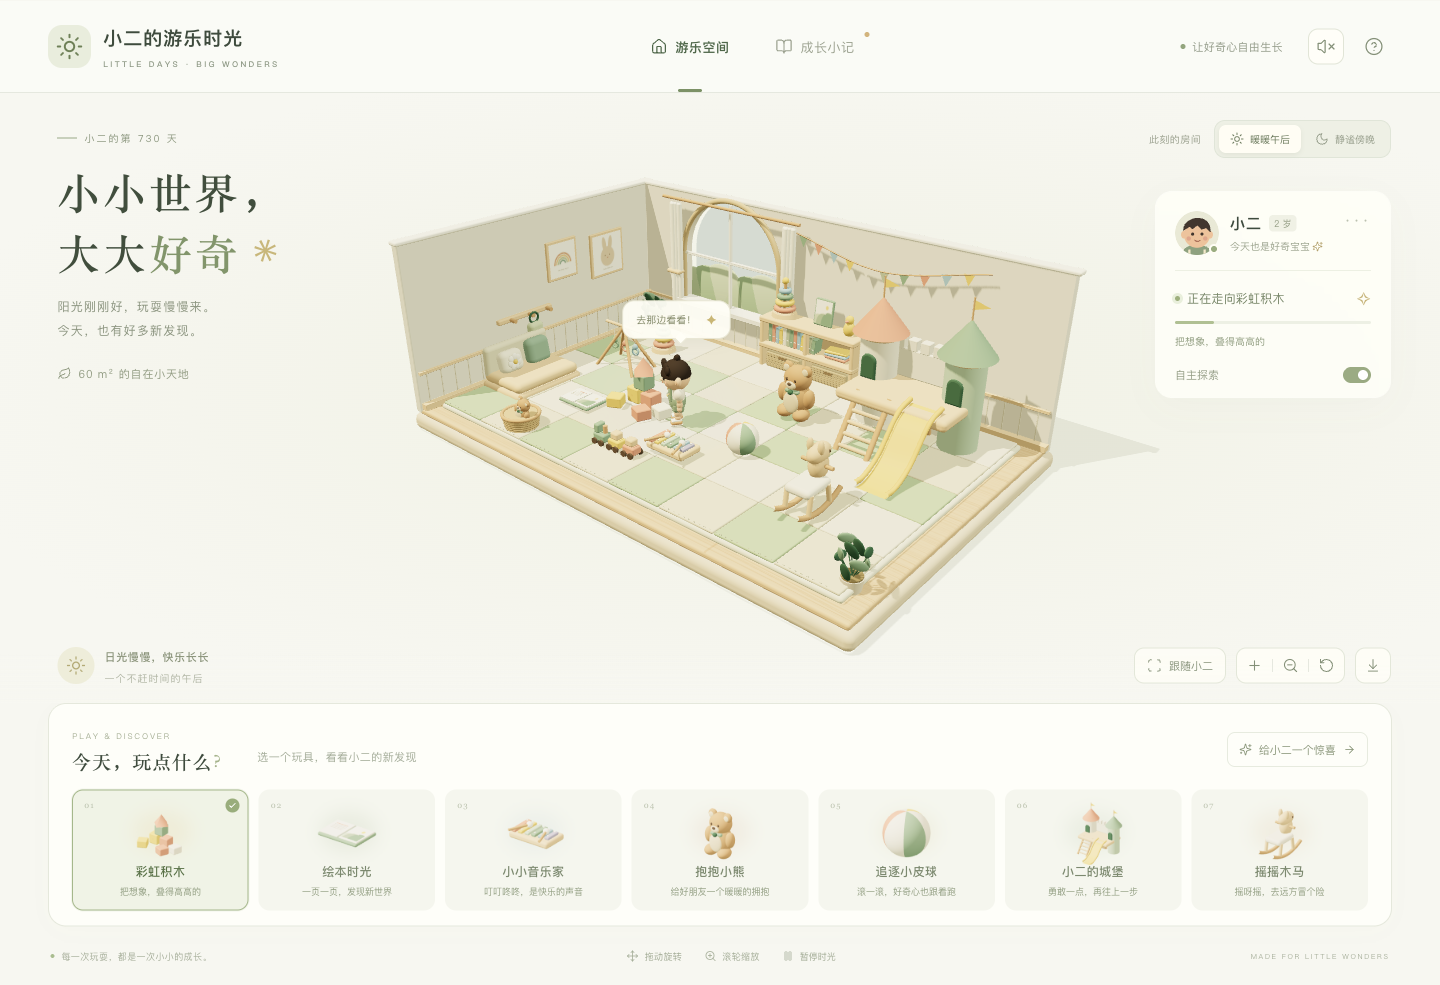 小二的游乐时光
LITTLE DAYS · BIG WONDERS
游乐空间
成长小记
让好奇心自由生长
小二的第 730 天
小小世界，
大大好奇
阳光刚刚好，玩耍慢慢来。
今天，也有好多新发现。
60 m² 的自在小天地
此刻的房间
暖暖午后
静谧傍晚
小二
2 岁
今天也是好奇宝宝
正在走向彩虹积木
把想象，叠得高高的
自主探索
去那边看看！
日光慢慢，快乐长长
一个不赶时间的午后
跟随小二
PLAY & DISCOVER
今天，玩点什么?
选一个玩具，看看小二的新发现
给小二一个惊喜
01
彩虹积木
把想象，叠得高高的
02
绘本时光
一页一页，发现新世界
03
小小音乐家
叮叮咚咚，是快乐的声音
04
抱抱小熊
给好朋友一个暖暖的拥抱
05
追逐小皮球
滚一滚，好奇心也跟着跑
06
小二的城堡
勇敢一点，再往上一步
07
摇摇木马
摇呀摇，去远方冒个险
每一次玩耍，都是一次小小的成长。
拖动旋转
滚轮缩放
暂停时光
MADE FOR LITTLE WONDERS